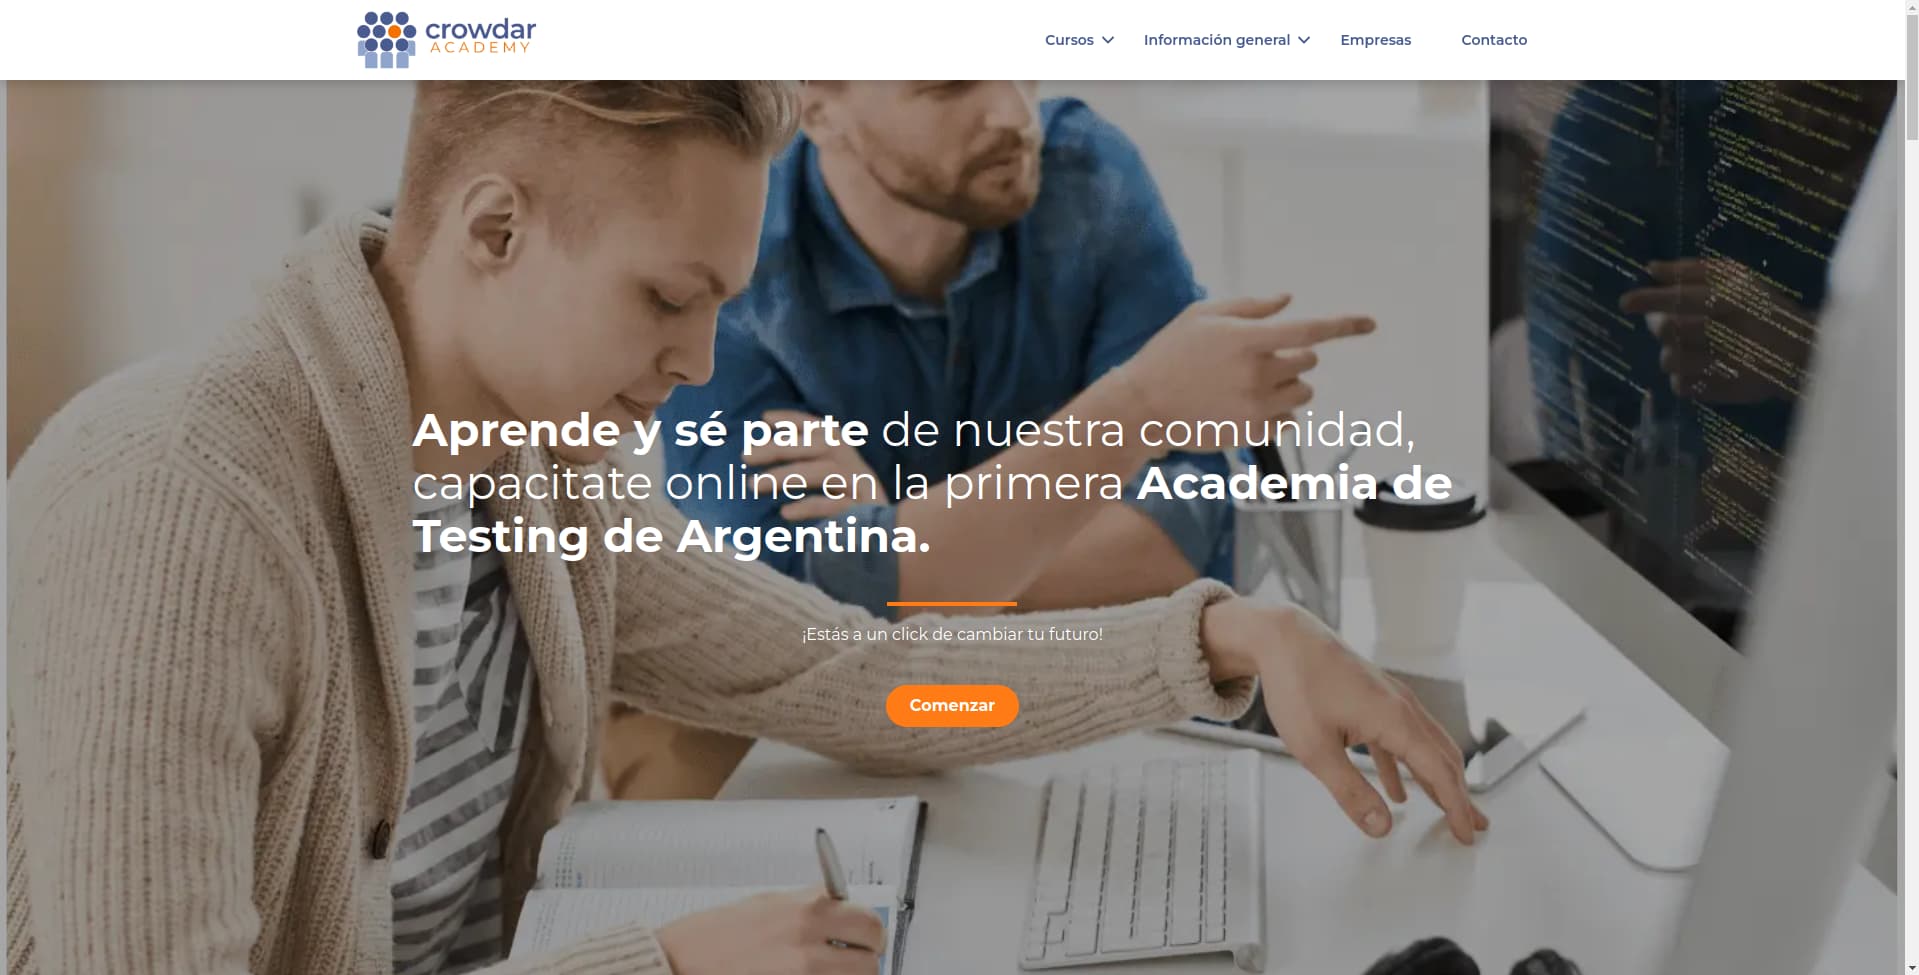 crowdar
ACADEMY
Cursos
Información general
Empresas
Contacto
Aprende y sé parte de nuestra comunidad,
capacitate online en la primera Academia de
Testing de Argentina.
¡Estás a un click de cambiar tu futuro!
Comenzar